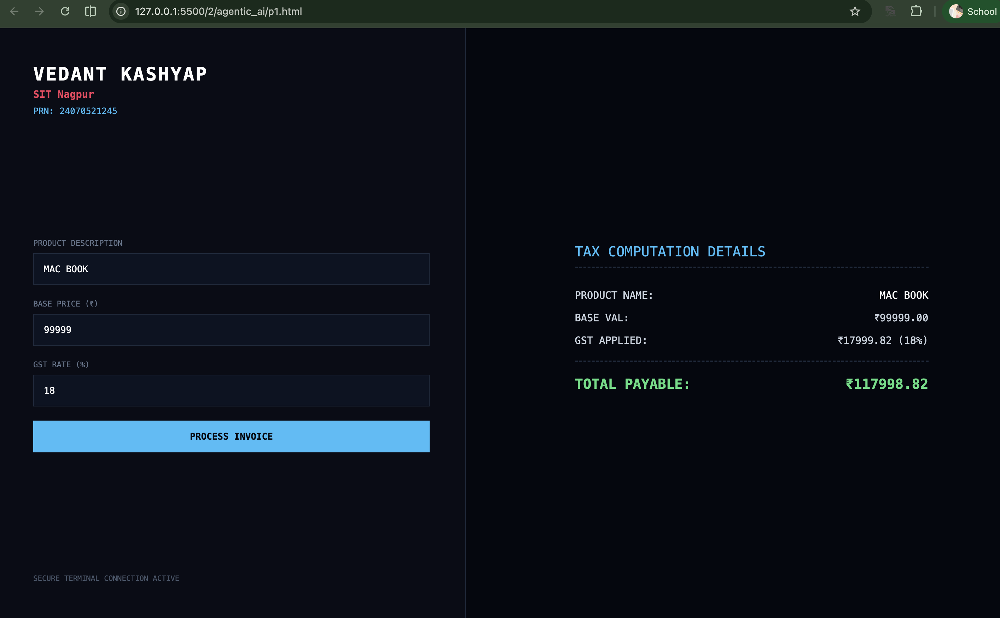 127.0.0.1:5500/2/agentic_ai/p1.html
School
VEDANT KASHYAP
SIT Nagpur
PRN: 24070521245
PRODUCT DESCRIPTION
MAC BOOK
BASE PRICE (₹)
99999
GST RATE (%)
18
PROCESS INVOICE
SECURE TERMINAL CONNECTION ACTIVE
TAX COMPUTATION DETAILS
PRODUCT NAME: MAC BOOK
BASE VAL: ₹99999.00
GST APPLIED: ₹17999.82 (18%)
TOTAL PAYABLE: ₹117998.82